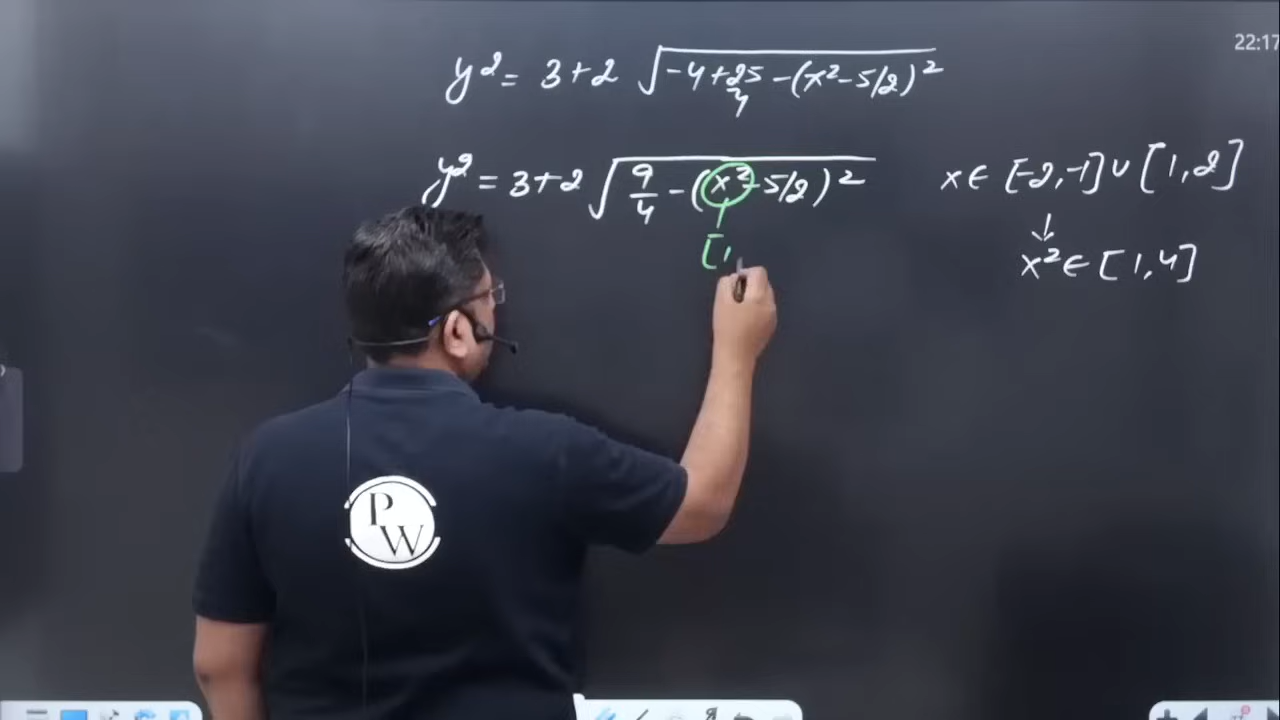 22:17
y² = 3+2 √(-4+25/4 -(x²-5/2)²)
y² = 3+2 √(9/4 -(x²-5/2)²)
x∈ [-2,-1]∪[1,2]
↓
x²∈[1,4]
[1,
P
W